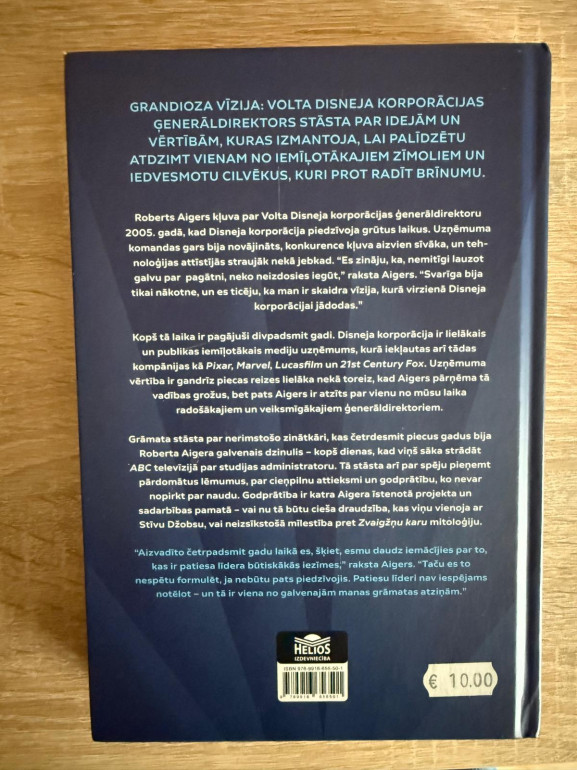 GRANDIOZA VĪZIJA: VOLTA DISNEJA KORPORĀCIJAS
ĢENERĀLDIREKTORS STĀSTA PAR IDEJĀM UN
VĒRTĪBĀM, KURAS IZMANTOJA, LAI PALĪDZĒTU
ATDZIMT VIENAM NO IEMĪĻOTĀKAJIEM ZĪMOLIEM UN
IEDVESMOTU CILVĒKUS, KURI PROT RADĪT BRĪNUMU.
Roberts Aigers kļuva par Volta Disneja korporācijas ģenerāldirektoru
2005. gadā, kad Disneja korporācija piedzīvoja grūtus laikus. Uzņēmuma
komandas gars bija novājināts, konkurence kļuva aizvien sīvāka, un teh-
noloģijas attīstījās straujāk nekā jebkad. “Es zināju, ka, nemitīgi lauzot
galvu par pagātni, neko neizdosies iegūt,” raksta Aigers. “Svarīga bija
tikai nākotne, un es ticēju, ka man ir skaidra vīzija, kurā virzienā Disneja
korporācijai jādodas.”
Kopš tā laika ir pagājuši divpadsmit gadi. Disneja korporācija ir lielākais
un publikas iemīļotākais mediju uzņēmums, kurā iekļautas arī tādas
kompānijas kā Pixar, Marvel, Lucasfilm un 21st Century Fox. Uzņēmuma
vērtība ir gandrīz piecas reizes lielāka nekā toreiz, kad Aigers pārņēma tā
vadības grožus, bet pats Aigers ir atzīts par vienu no mūsu laika
radošākajiem un veiksmīgākajiem ģenerāldirektoriem.
Grāmata stāsta par nerimstošo zinātkāri, kas četrdesmit piecus gadus bija
Roberta Aigera galvenais dzinulis – kopš dienas, kad viņš sāka strādāt
ABC televīzijā par studijas administratoru. Tā stāsta arī par spēju pieņemt
pārdomātus lēmumus, par cieņpilnu attieksmi un godprātību, ko nevar
nopirkt par naudu. Godprātība ir katra Aigera īstenotā projekta un
sadarbības pamatā – vai nu tā būtu cieša draudzība, kas viņu vienoja ar
Stīvu Džobsu, vai neizsīkstošā mīlestība pret Zvaigžņu karu mitoloģiju.
“Aizvadīto četrpadsmit gadu laikā es, šķiet, esmu daudz iemācījies par to,
kas ir patiesa līdera būtiskākās iezīmes,” raksta Aigers. “Taču es to
nespētu formulēt, ja nebūtu pats piedzīvojis. Patiesu līderi nav iespējams
notēlot – un tā ir viena no galvenajām manas grāmatas atziņām.”
HELIOS
IZDEVNIECĪBA
€ 10.00